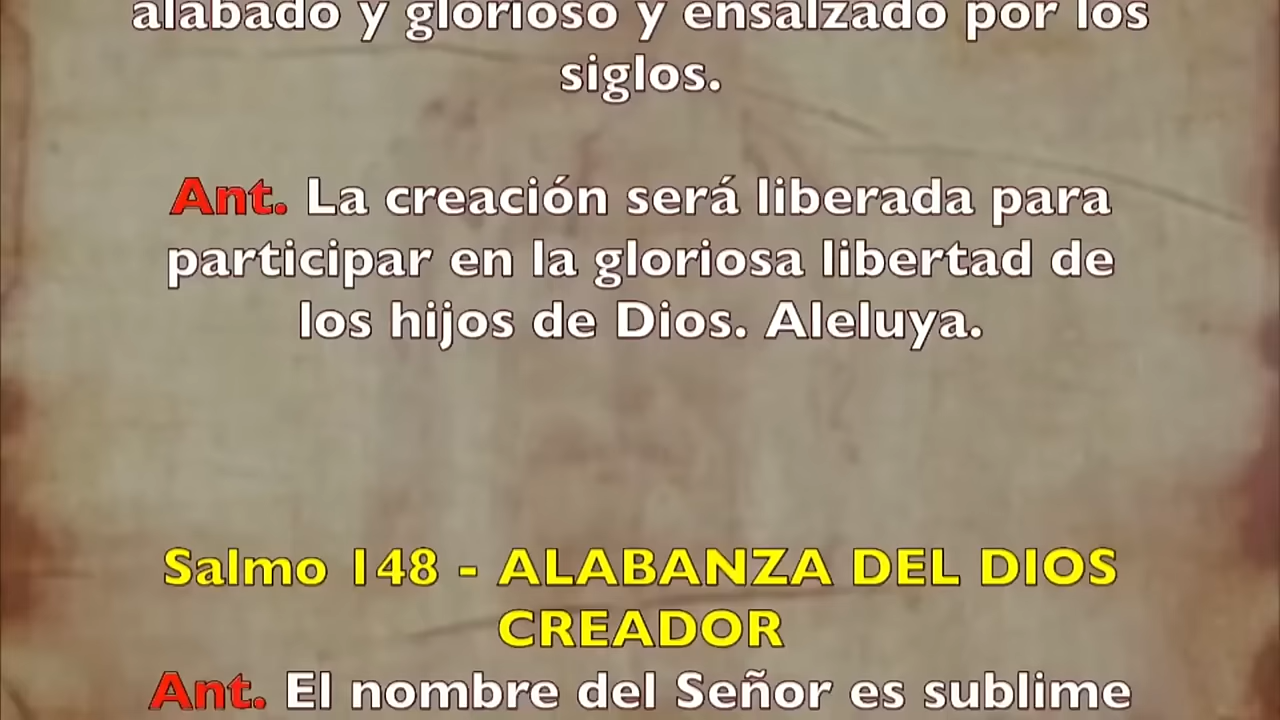 alabado y glorioso y ensalzado por los
siglos.
Ant. La creación será liberada para
participar en la gloriosa libertad de
los hijos de Dios. Aleluya.
Salmo 148 - ALABANZA DEL DIOS
CREADOR
Ant. El nombre del Señor es sublime